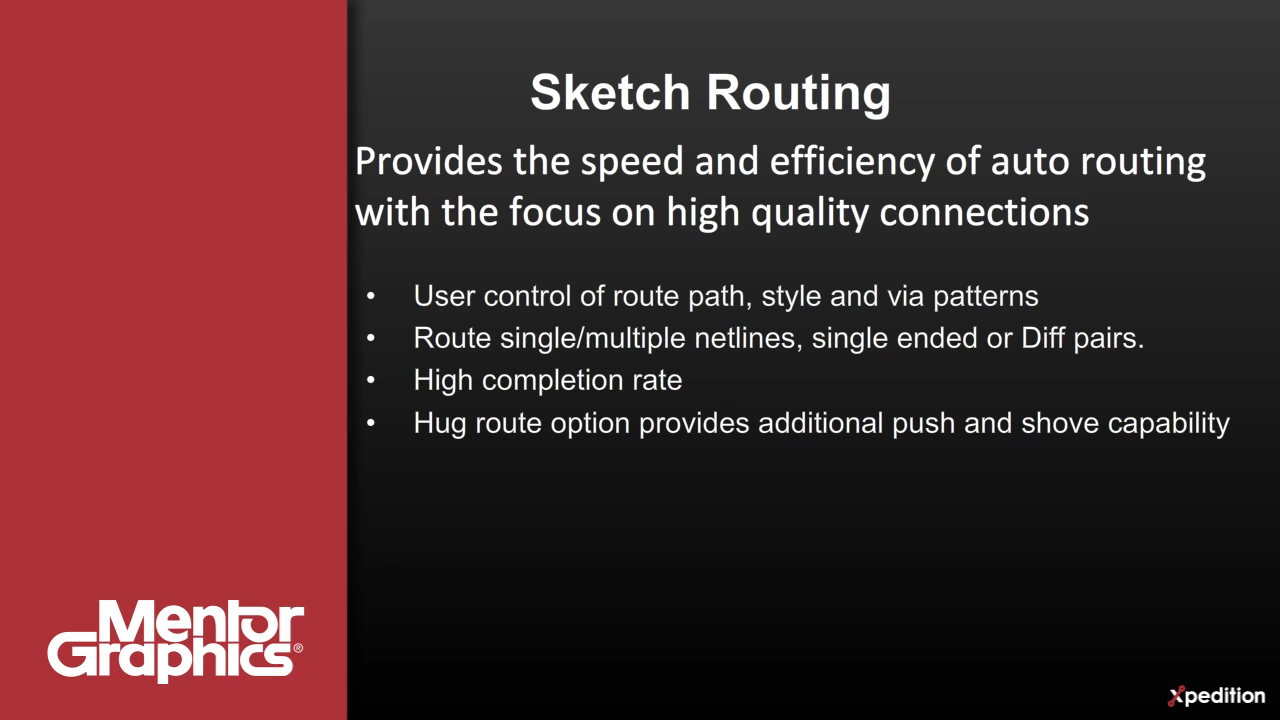 Sketch Routing
Provides the speed and efficiency of auto routing
with the focus on high quality connections
• User control of route path, style and via patterns
• Route single/multiple netlines, single ended or Diff pairs.
• High completion rate
• Hug route option provides additional push and shove capability
Mentor
Graphics®
xpedition